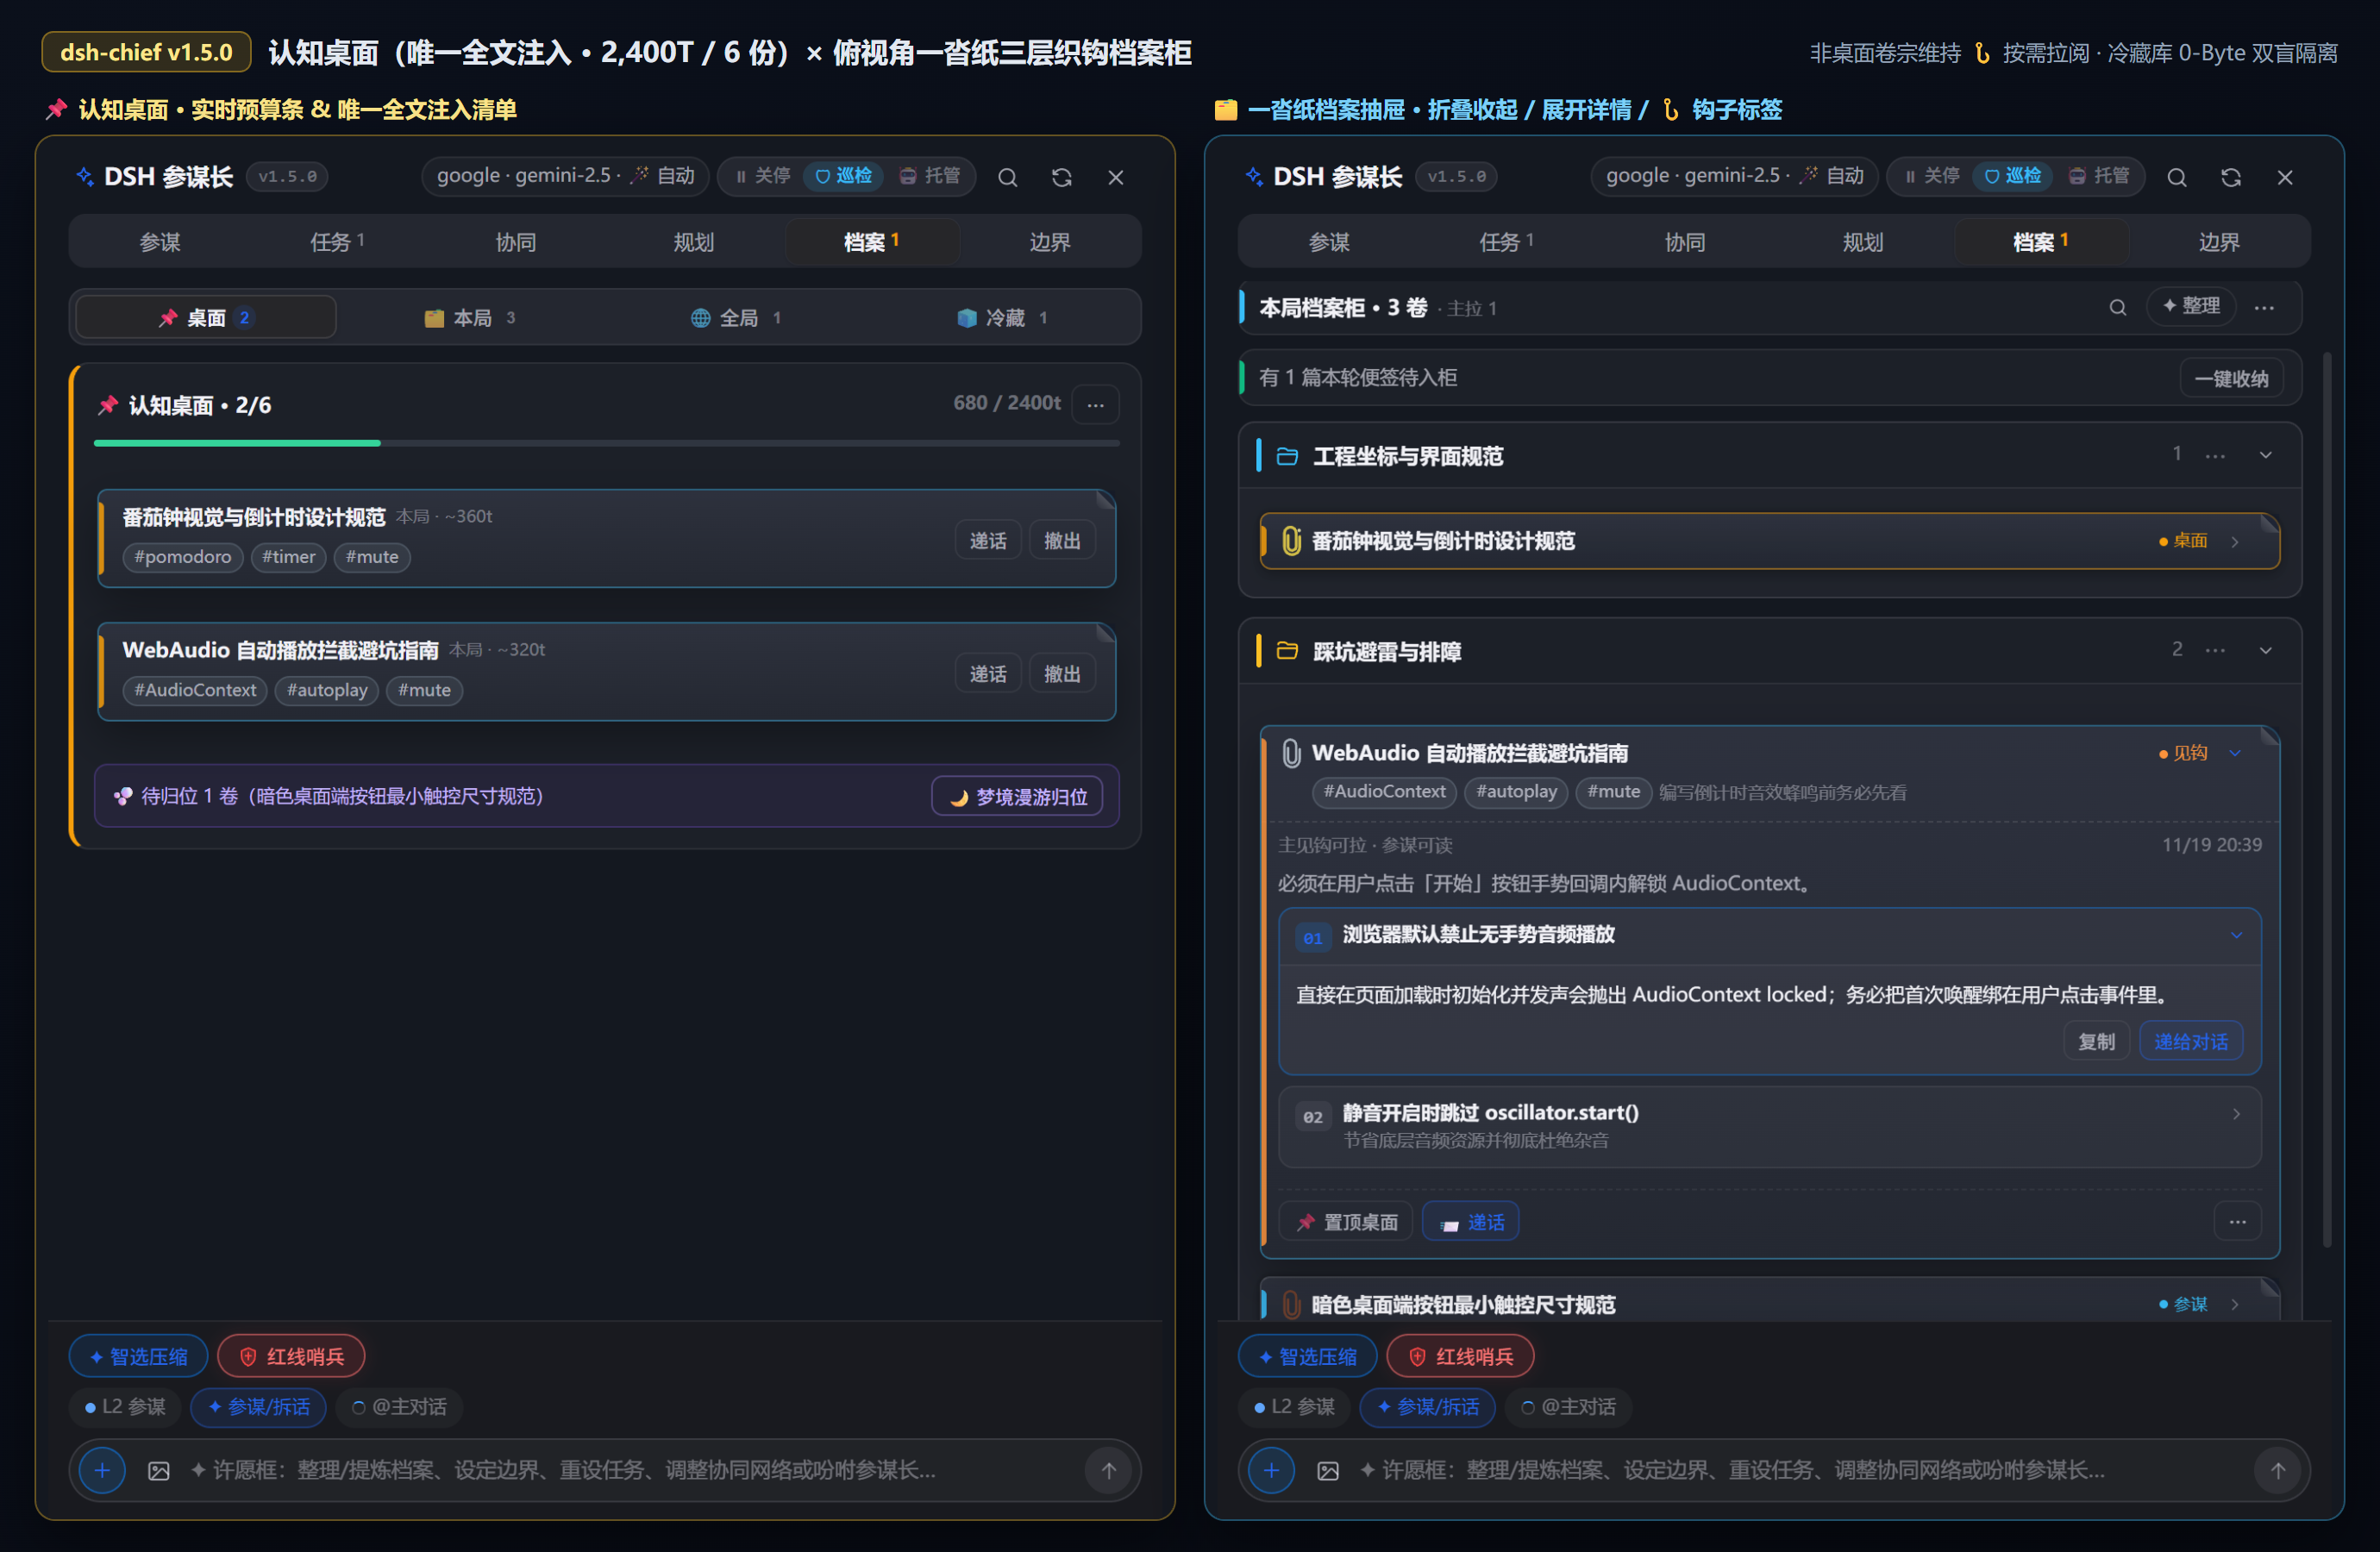 dsh-chief v1.5.0 认知桌面（唯一全文注入 • 2,400T / 6 份）× 俯视角一沓纸三层织钩档案柜
非桌面卷宗维持 🪝 按需拉阅 · 冷藏库 0-Byte 双盲隔离
📌 认知桌面 • 实时预算条 & 唯一全文注入清单
DSH 参谋长 v1.5.0 google · gemini-2.5 · 🪄 自动 ⏸ 关停 巡检 托管
参谋 任务 1 协同 规划 档案 1 边界
📌 桌面 2 🗂️ 本局 3 🌐 全局 1 🧊 冷藏 1
📌 认知桌面 • 2/6 680 / 2400t ···
番茄钟视觉与倒计时设计规范 本局 · ~360t
#pomodoro #timer #mute
递话 撤出
WebAudio 自动播放拦截避坑指南 本局 · ~320t
#AudioContext #autoplay #mute
递话 撤出
待归位 1 卷（暗色桌面端按钮最小触控尺寸规范） 🌙 梦境漫游归位
✦ 智选压缩 红线哨兵
L2 参谋 ✦ 参谋/拆话 @主对话
✦ 许愿框：整理/提炼档案、设定边界、重设任务、调整协同网络或吩咐参谋长...
🗂️ 一沓纸档案抽屉 • 折叠收起 / 展开详情 / 🪝 钩子标签
DSH 参谋长 v1.5.0 google · gemini-2.5 · 🪄 自动 ⏸ 关停 巡检 托管
参谋 任务 1 协同 规划 档案 1 边界
本局档案柜 • 3 卷 · 主拉 1 ✦ 整理 ···
有 1 篇本轮便签待入柜 一键收纳
工程坐标与界面规范 1 ···
番茄钟视觉与倒计时设计规范 桌面
踩坑避雷与排障 2 ···
WebAudio 自动播放拦截避坑指南 见钩
#AudioContext #autoplay #mute 编写倒计时音效蜂鸣前务必先看
主见钩可拉 · 参谋可读 11/19 20:39
必须在用户点击「开始」按钮手势回调内解锁 AudioContext。
01 浏览器默认禁止无手势音频播放
直接在页面加载时初始化并发声会抛出 AudioContext locked；务必把首次唤醒绑在用户点击事件里。
复制 递给对话
02 静音开启时跳过 oscillator.start()
节省底层音频资源并彻底杜绝杂音
📌 置顶桌面 递话 ···
暗色桌面端按钮最小触控尺寸规范 参谋
✦ 智选压缩 红线哨兵
L2 参谋 ✦ 参谋/拆话 @主对话
✦ 许愿框：整理/提炼档案、设定边界、重设任务、调整协同网络或吩咐参谋长...